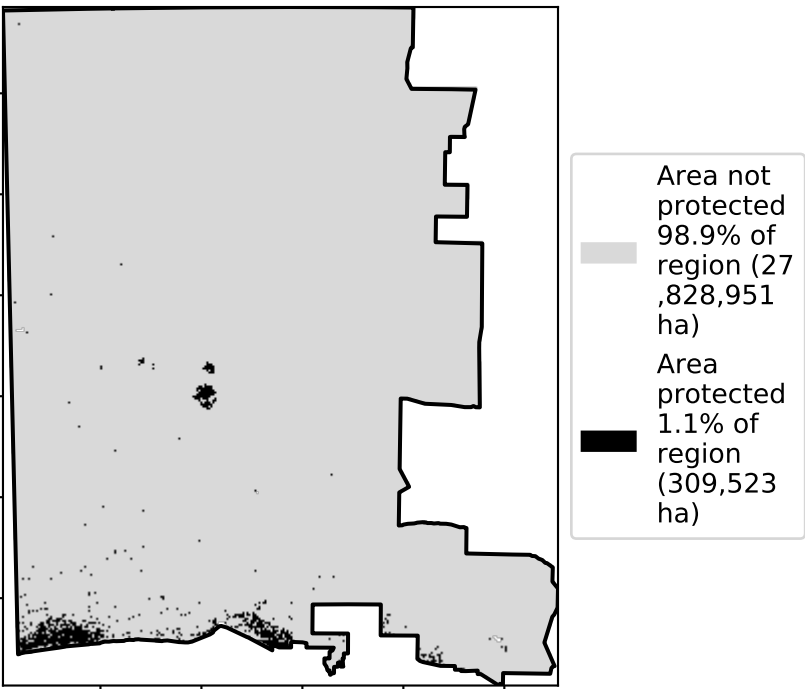 Area not
protected
98.9% of
region (27
,828,951
ha)
Area
protected
1.1% of
region
(309,523
ha)